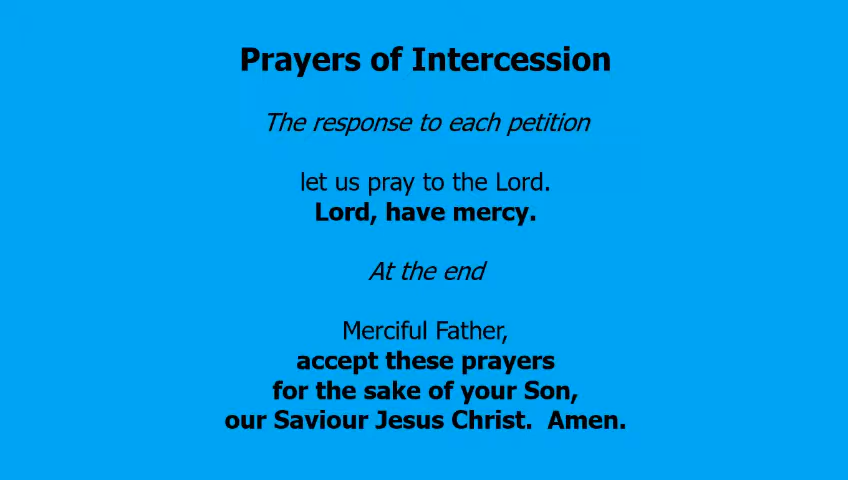 Prayers of Intercession
The response to each petition
let us pray to the Lord.
Lord, have mercy.
At the end
Merciful Father,
accept these prayers
for the sake of your Son,
our Saviour Jesus Christ.  Amen.